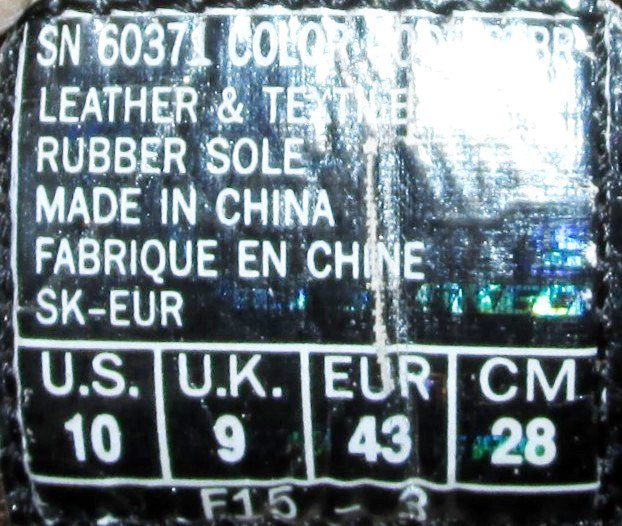 SN 60371 COLOR
LEATHER & TEXTILE
RUBBER SOLE
MADE IN CHINA
FABRIQUE EN CHINE
SK-EUR
U.S. U.K. EUR CM
10 9 43 28
F15 - 3